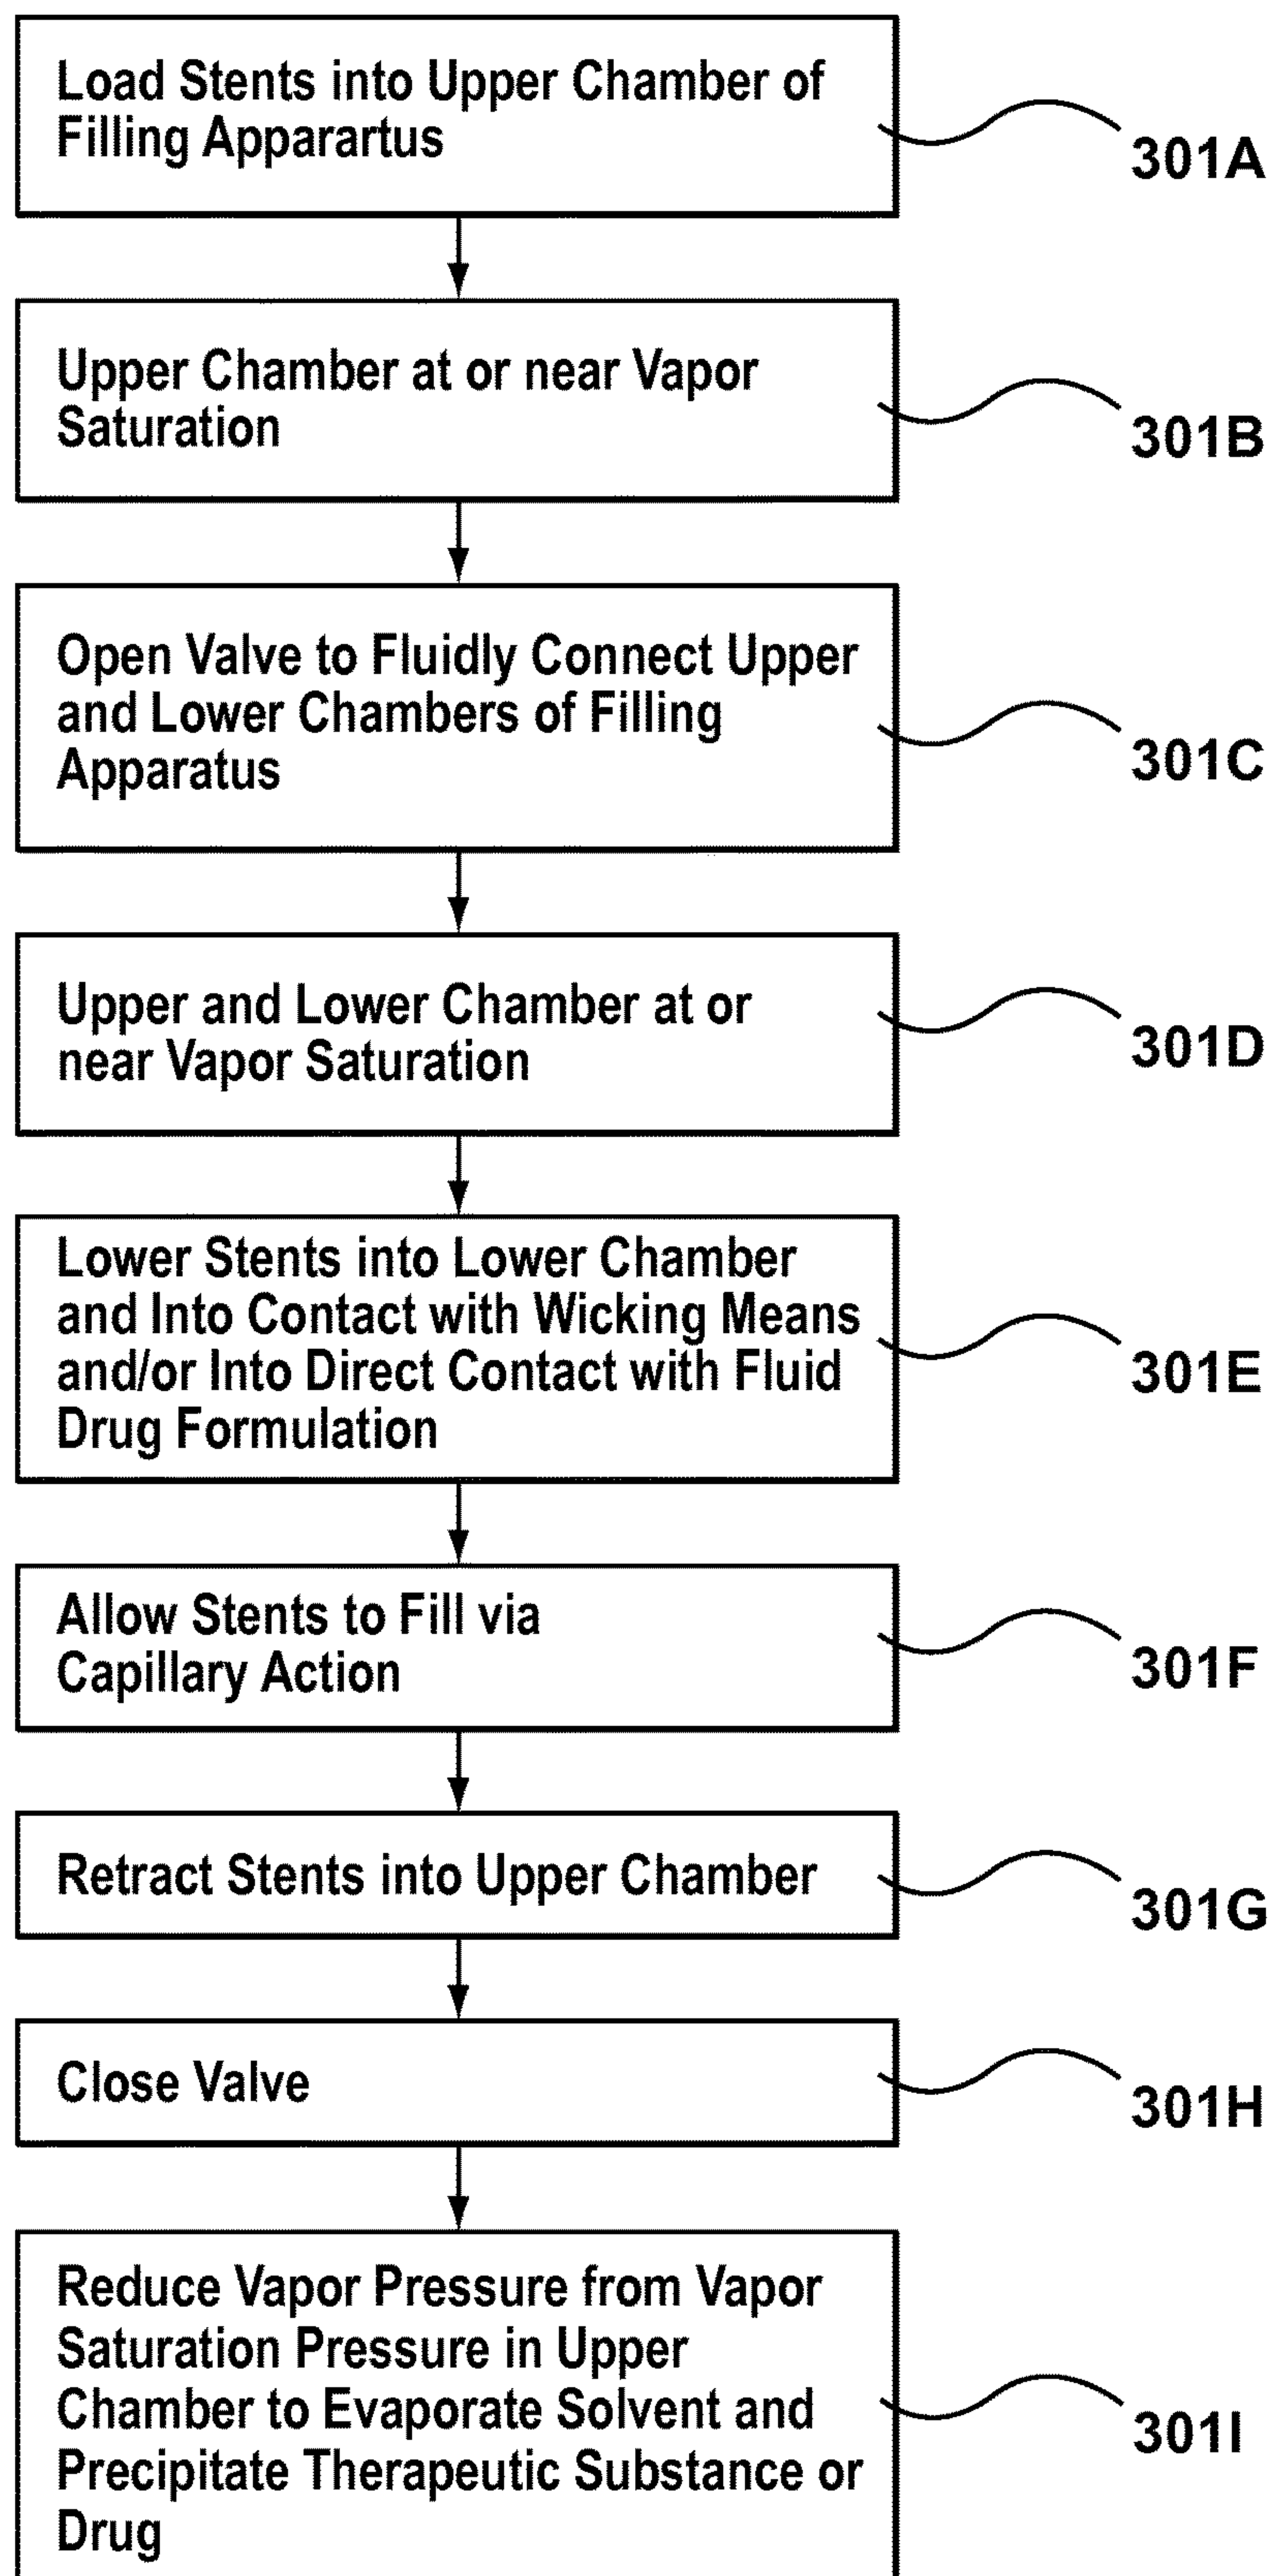 Load Stents into Upper Chamber of
Filling Apparartus
301A
Upper Chamber at or near Vapor
Saturation
301B
Open Valve to Fluidly Connect Upper
and Lower Chambers of Filling
Apparatus
301C
Upper and Lower Chamber at or
near Vapor Saturation
301D
Lower Stents into Lower Chamber
and Into Contact with Wicking Means
and/or Into Direct Contact with Fluid
Drug Formulation
301E
Allow Stents to Fill via
Capillary Action
301F
Retract Stents into Upper Chamber
301G
Close Valve
301H
Reduce Vapor Pressure from Vapor
Saturation Pressure in Upper
Chamber to Evaporate Solvent and
Precipitate Therapeutic Substance or
Drug
301I